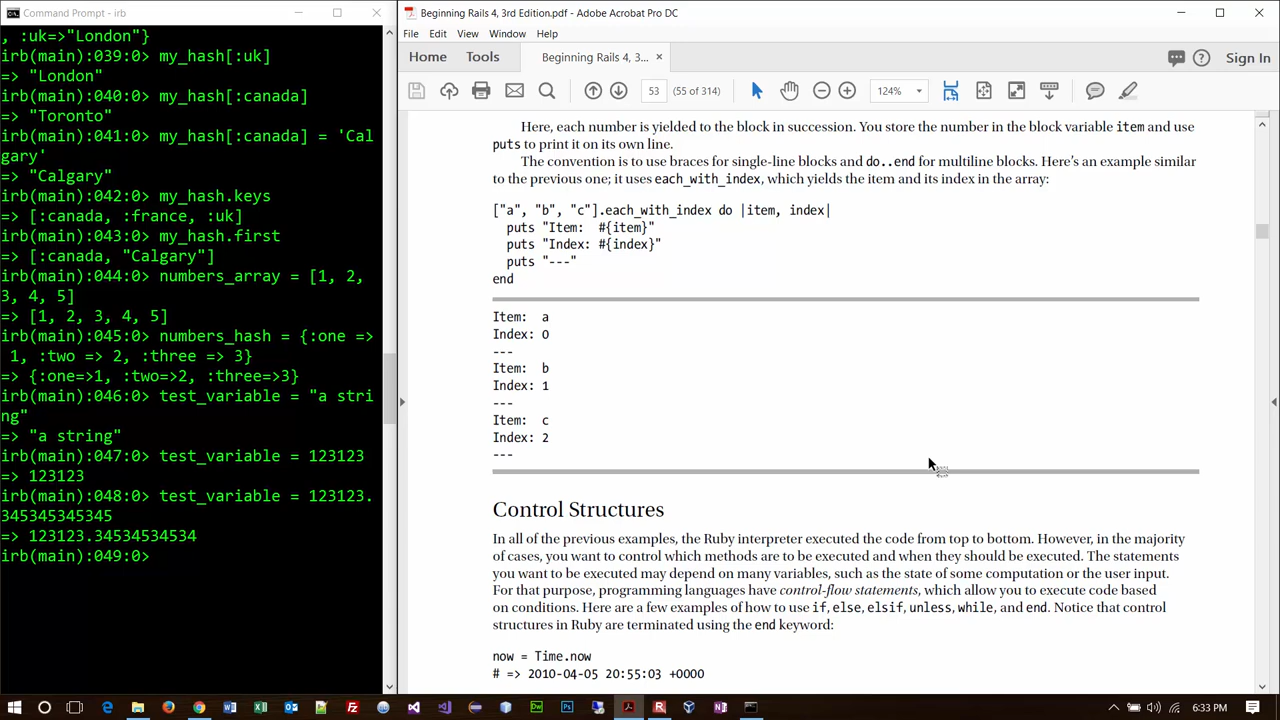 Command Prompt - irb
, :uk=>"London"}
irb(main):039:0> my_hash[:uk]
=> "London"
irb(main):040:0> my_hash[:canada]
=> "Toronto"
irb(main):041:0> my_hash[:canada] = 'Cal
gary'
=> "Calgary"
irb(main):042:0> my_hash.keys
=> [:canada, :france, :uk]
irb(main):043:0> my_hash.first
=> [:canada, "Calgary"]
irb(main):044:0> numbers_array = [1, 2,
3, 4, 5]
=> [1, 2, 3, 4, 5]
irb(main):045:0> numbers_hash = {:one =>
 1, :two => 2, :three => 3}
=> {:one=>1, :two=>2, :three=>3}
irb(main):046:0> test_variable = "a stri
ng"
=> "a string"
irb(main):047:0> test_variable = 123123
=> 123123
irb(main):048:0> test_variable = 123123.
345345345345
=> 123123.34534534534
irb(main):049:0>
Beginning Rails 4, 3rd Edition.pdf - Adobe Acrobat Pro DC
File Edit View Window Help
Home Tools Beginning Rails 4, 3... × Sign In
53 (55 of 314) 124%
Here, each number is yielded to the block in succession. You store the number in the block variable item and use
puts to print it on its own line.
The convention is to use braces for single-line blocks and do..end for multiline blocks. Here's an example similar
to the previous one; it uses each_with_index, which yields the item and its index in the array:
["a", "b", "c"].each_with_index do |item, index|
  puts "Item:  #{item}"
  puts "Index: #{index}"
  puts "---"
end
Item:  a
Index: 0
---
Item:  b
Index: 1
---
Item:  c
Index: 2
---
Control Structures
In all of the previous examples, the Ruby interpreter executed the code from top to bottom. However, in the majority
of cases, you want to control which methods are to be executed and when they should be executed. The statements
you want to be executed may depend on many variables, such as the state of some computation or the user input.
For that purpose, programming languages have control-flow statements, which allow you to execute code based
on conditions. Here are a few examples of how to use if, else, elsif, unless, while, and end. Notice that control
structures in Ruby are terminated using the end keyword:
now = Time.now
# => 2010-04-05 20:55:03 +0000
6:33 PM